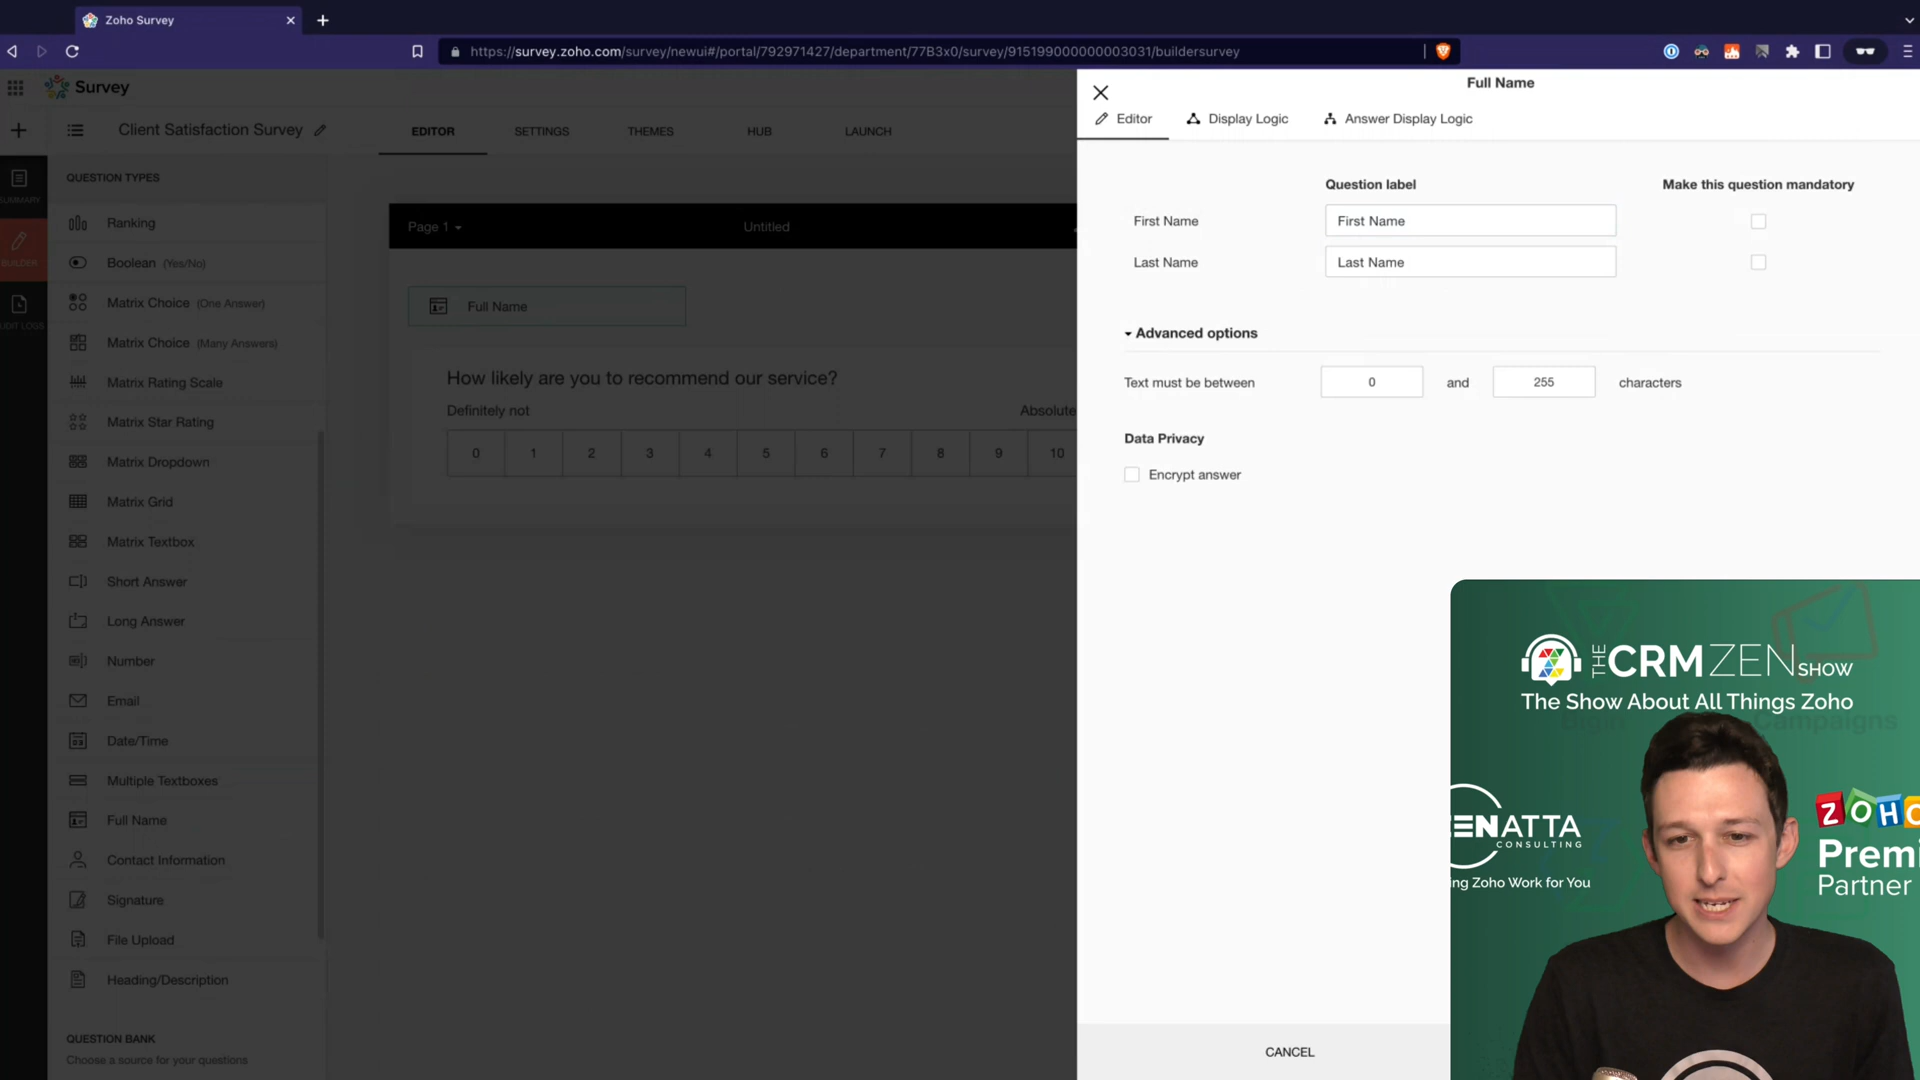 Zoho Survey
https://survey.zoho.com/survey/newui#/portal/792971427/department/77B3x0/survey/915199000000003031/buildersurvey
Survey
Client Satisfaction Survey
EDITOR
SETTINGS
THEMES
HUB
LAUNCH
SUMMARY
BUILDER
AUDIT LOGS
QUESTION TYPES
Ranking
Boolean (Yes/No)
Matrix Choice (One Answer)
Matrix Choice (Many Answers)
Matrix Rating Scale
Matrix Star Rating
Matrix Dropdown
Matrix Grid
Matrix Textbox
Short Answer
Long Answer
Number
Email
Date/Time
Multiple Textboxes
Full Name
Contact Information
Signature
File Upload
Heading/Description
QUESTION BANK
Choose a source for your questions
Page 1
Untitled
Full Name
How likely are you to recommend our service?
Definitely not
Absolute
0 1 2 3 4 5 6 7 8 9 10
Full Name
Editor
Display Logic
Answer Display Logic
Question label
Make this question mandatory
First Name
First Name
Last Name
Last Name
Advanced options
Text must be between 0 and 255 characters
Data Privacy
Encrypt answer
CANCEL
THE CRMZEN SHOW
The Show About All Things Zoho
Campaigns
ZENATTA
CONSULTING
ing Zoho Work for You
ZOHO
Premi
Partner